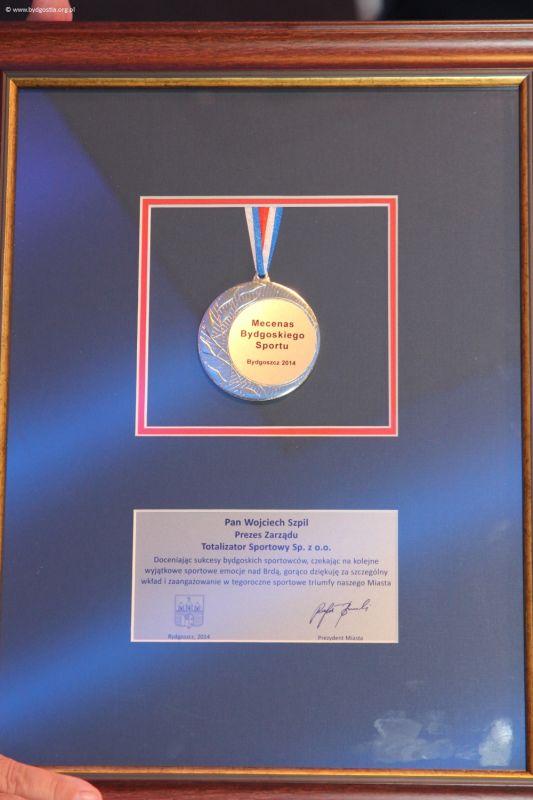 © www.bydgostia.org.pl
Mecenas
Bydgoskiego
Sportu
Bydgoszcz 2014
Pan Wojciech Szpil
Prezes Zarządu
Totalizator Sportowy Sp. z o.o.
Doceniając sukcesy bydgoskich sportowców, czekając na kolejne
wyjątkowe sportowe emocje nad Brdą, gorąco dziękuję za szczególny
wkład i zaangażowanie w tegoroczne sportowe triumfy naszego Miasta
Bydgoszcz, 2014
Prezydent Miasta